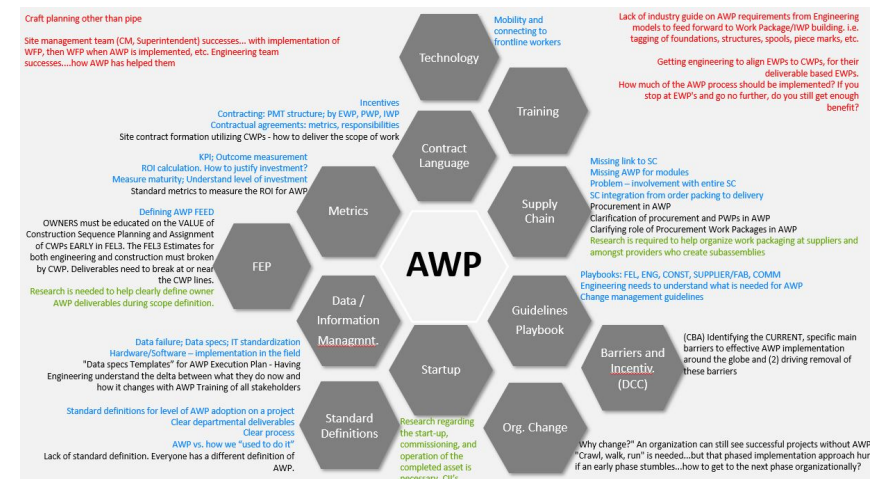 Craft planning other than pipe
Site management team (CM, Superintendent) successes... with implementation of
WFP, then WFP when AWP is implemented, etc. Engineering team
successes....how AWP has helped them
Technology
Mobility and
connecting to
frontline workers
Lack of industry guide on AWP requirements from Engineering
models to feed forward to Work Package/IWP building. i.e.
tagging of foundations, structures, spools, piece marks, etc.
Getting engineering to align EWPs to CWPs, for their
deliverable based EWPs.
How much of the AWP process should be implemented? If you
stop at EWP's and go no further, do you still get enough
benefit?
Training
Incentives
Contracting: PMT structure; by EWP, PWP, IWP
Contractual agreements: metrics, responsibilities
Site contract formation utilizing CWPs - how to deliver the scope of work
Contract
Language
KPI; Outcome measurement
ROI calculation. How to justify investment?
Measure maturity; Understand level of investment
Standard metrics to measure the ROI for AWP
Metrics
Supply
Chain
Missing link to SC
Missing AWP for modules
Problem – involvement with entire SC
SC integration from order packing to delivery
Procurement in AWP
Clarification of procurement and PWPs in AWP
Clarifying role of Procurement Work Packages in AWP
Research is required to help organize work packaging at suppliers and
amongst providers who create subassemblies
Defining AWP FEED
OWNERS must be educated on the VALUE of
Construction Sequence Planning and Assignment
of CWPs EARLY in FEL3. The FEL3 Estimates for
both engineering and construction must broken
by CWP. Deliverables need to break at or near
the CWP lines.
Research is needed to help clearly define owner
AWP deliverables during scope definition.
FEP
AWP
Playbooks: FEL, ENG, CONST, SUPPLIER/FAB, COMM
Engineering needs to understand what is needed for AWP
Change management guidelines
Guidelines
Playbook
Data /
Information
Managmnt.
Data failure; Data specs; IT standardization
Hardware/Software – implementation in the field
"Data specs Templates" for AWP Execution Plan - Having
Engineering understand the delta between what they do now and
how it changes with AWP Training of all stakeholders
Startup
Barriers and
Incentiv.
(DCC)
(CBA) Identifying the CURRENT, specific main
barriers to effective AWP implementation
around the globe and (2) driving removal of
these barriers
Standard definitions for level of AWP adoption on a project
Clear departmental deliverables
Clear process
AWP vs. how we "used to do it"
Lack of standard definition. Everyone has a different definition of
AWP.
Standard
Definitions
Research regarding
the start-up,
commissioning, and
operation of the
completed asset is
necessary. CII's
Org. Change
Why change?" An organization can still see successful projects without AWP
"Crawl, walk, run" is needed...but that phased implementation approach hur
if an early phase stumbles...how to get to the next phase organizationally?